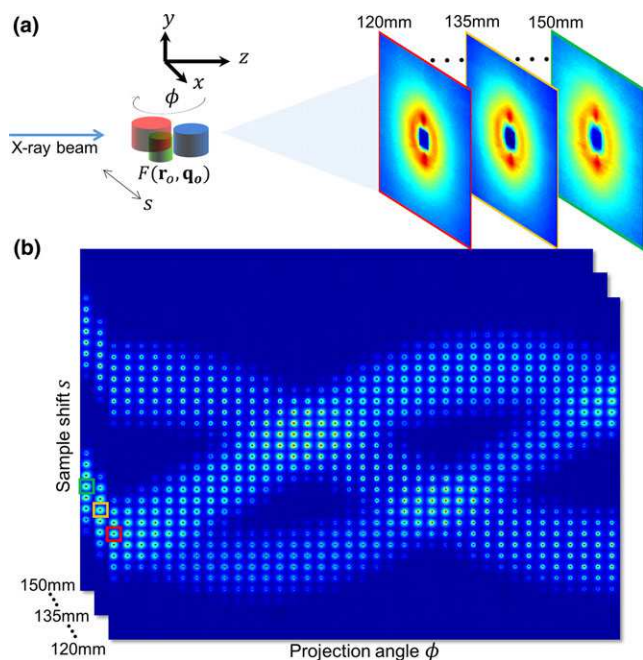 (a)
y
z
x
ϕ
X-ray beam
F(r_o, q_o)
s
120mm
135mm
150mm
(b)
Sample shift s
150mm
135mm
120mm
Projection angle ϕ